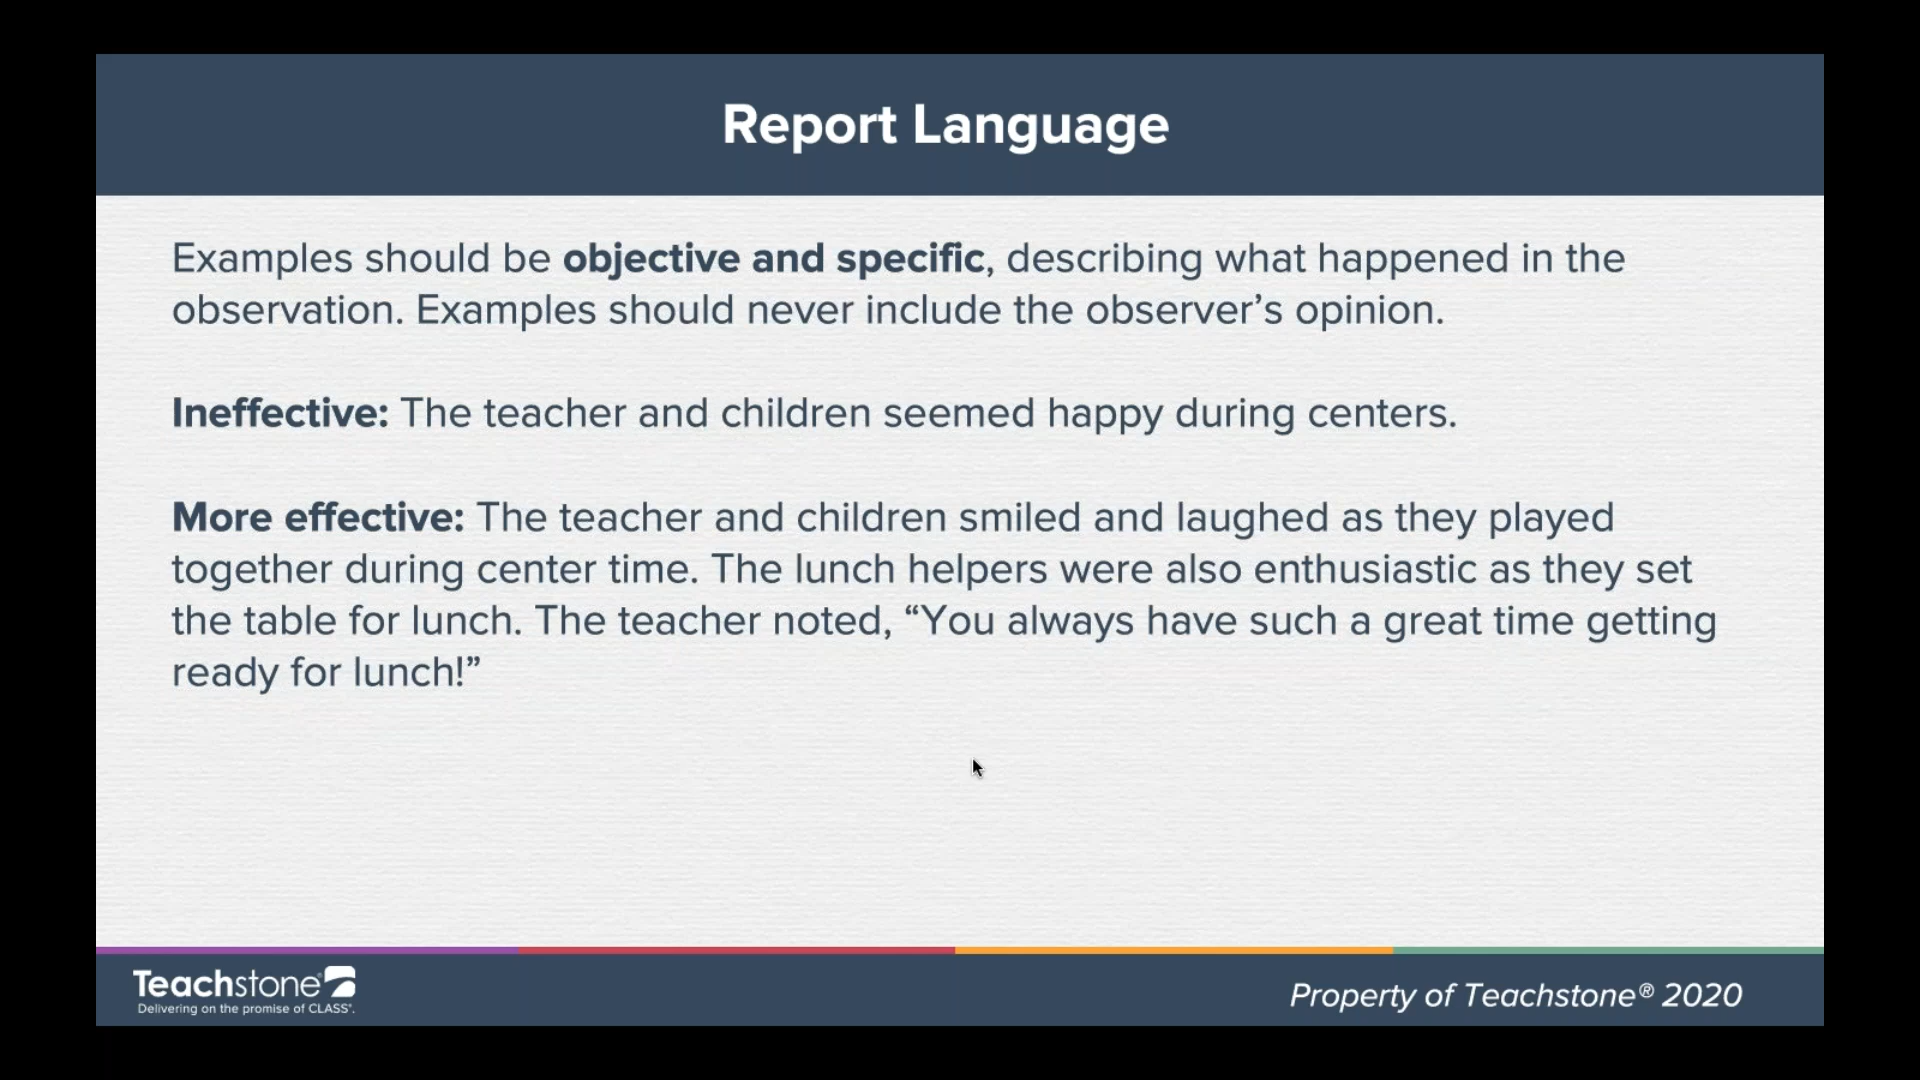 Report Language
Examples should be objective and specific, describing what happened in the
observation. Examples should never include the observer’s opinion.
Ineffective: The teacher and children seemed happy during centers.
More effective: The teacher and children smiled and laughed as they played
together during center time. The lunch helpers were also enthusiastic as they set
the table for lunch. The teacher noted, “You always have such a great time getting
ready for lunch!”
Teachstone®
Delivering on the promise of CLASS®.
Property of Teachstone® 2020